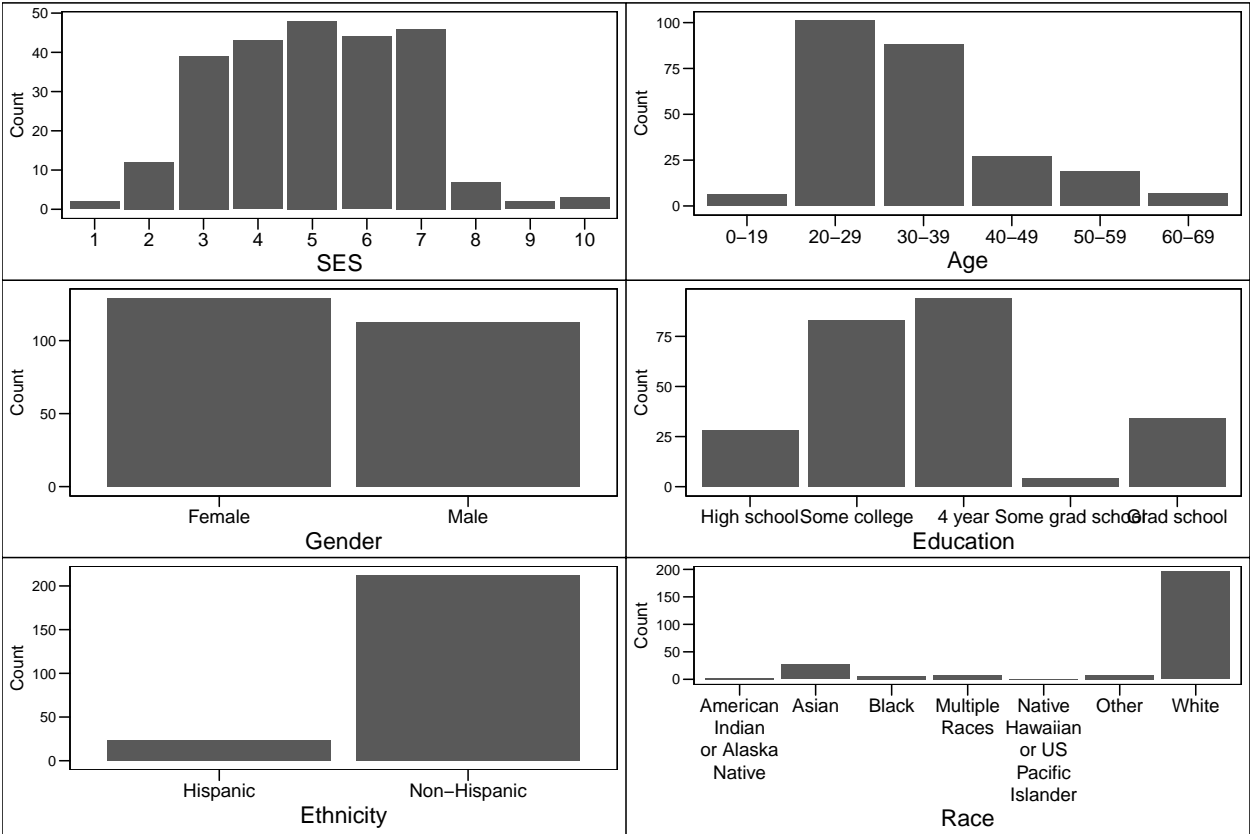 50
40
30
20
10
0
Count
1 2 3 4 5 6 7 8 9 10
SES
100
75
50
25
0
Count
0−19 20−29 30−39 40−49 50−59 60−69
Age
100
50
0
Count
Female Male
Gender
75
50
25
0
Count
High school Some college 4 year Some grad school Grad school
Education
200
150
100
50
0
Count
Hispanic Non−Hispanic
Ethnicity
200
150
100
50
0
Count
American Indian or Alaska Native
Asian
Black
Multiple Races
Native Hawaiian or US Pacific Islander
Other
White
Race